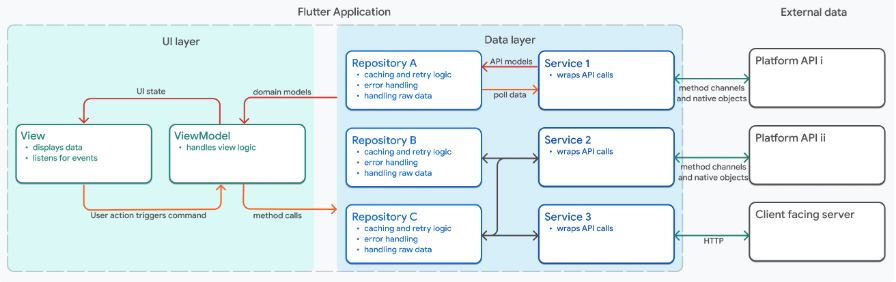 Flutter Application
External data
UI layer
Data layer
Repository A
• caching and retry logic
• error handling
• handling raw data
API models
poll data
Service 1
• wraps API calls
Platform API i
method channels
and native objects
UI state
domain models
View
• displays data
• listens for events
ViewModel
• handles view logic
User action triggers command
method calls
Repository B
• caching and retry logic
• error handling
• handling raw data
Service 2
• wraps API calls
Platform API ii
method channels
and native objects
Repository C
• caching and retry logic
• error handling
• handling raw data
Service 3
• wraps API calls
HTTP
Client facing server